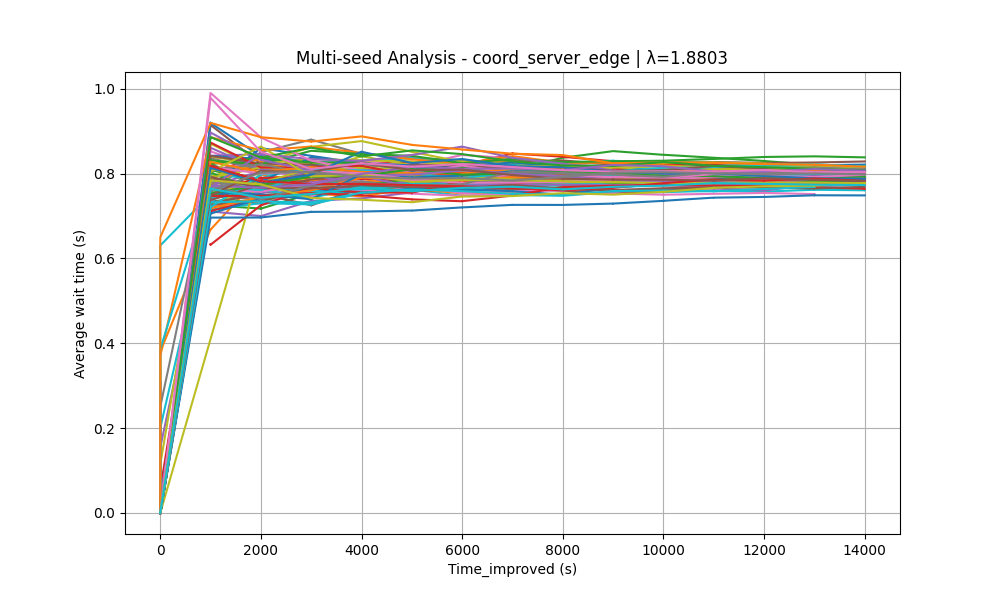 Multi-seed Analysis - coord_server_edge | λ=1.8803
Average wait time (s)
1.0
0.8
0.6
0.4
0.2
0.0
0 2000 4000 6000 8000 10000 12000 14000
Time_improved (s)